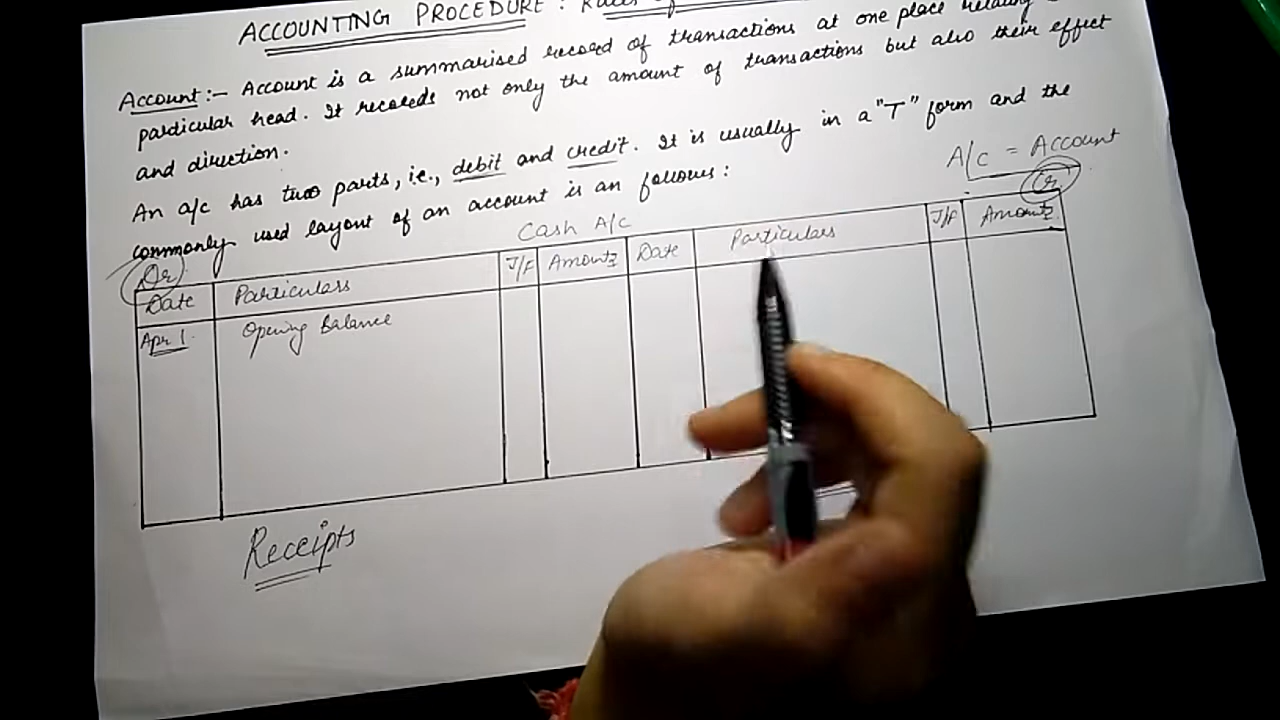 ACCOUNTING PROCEDURE : Rules of
Account :- Account is a summarised record of transactions at one place relating
particular head. It records not only the amount of transactions but also their effect
and direction.
An a/c has two parts, i.e., debit and credit. It is usually in a "T" form and the
commonly used layout of an account is an follows :
A/c = Account
Cash A/c
Dr Cr
Date Particulars J/F Amount₹ Date Particulars J/F Amount₹
Apr 1. Opening Balance
Receipts